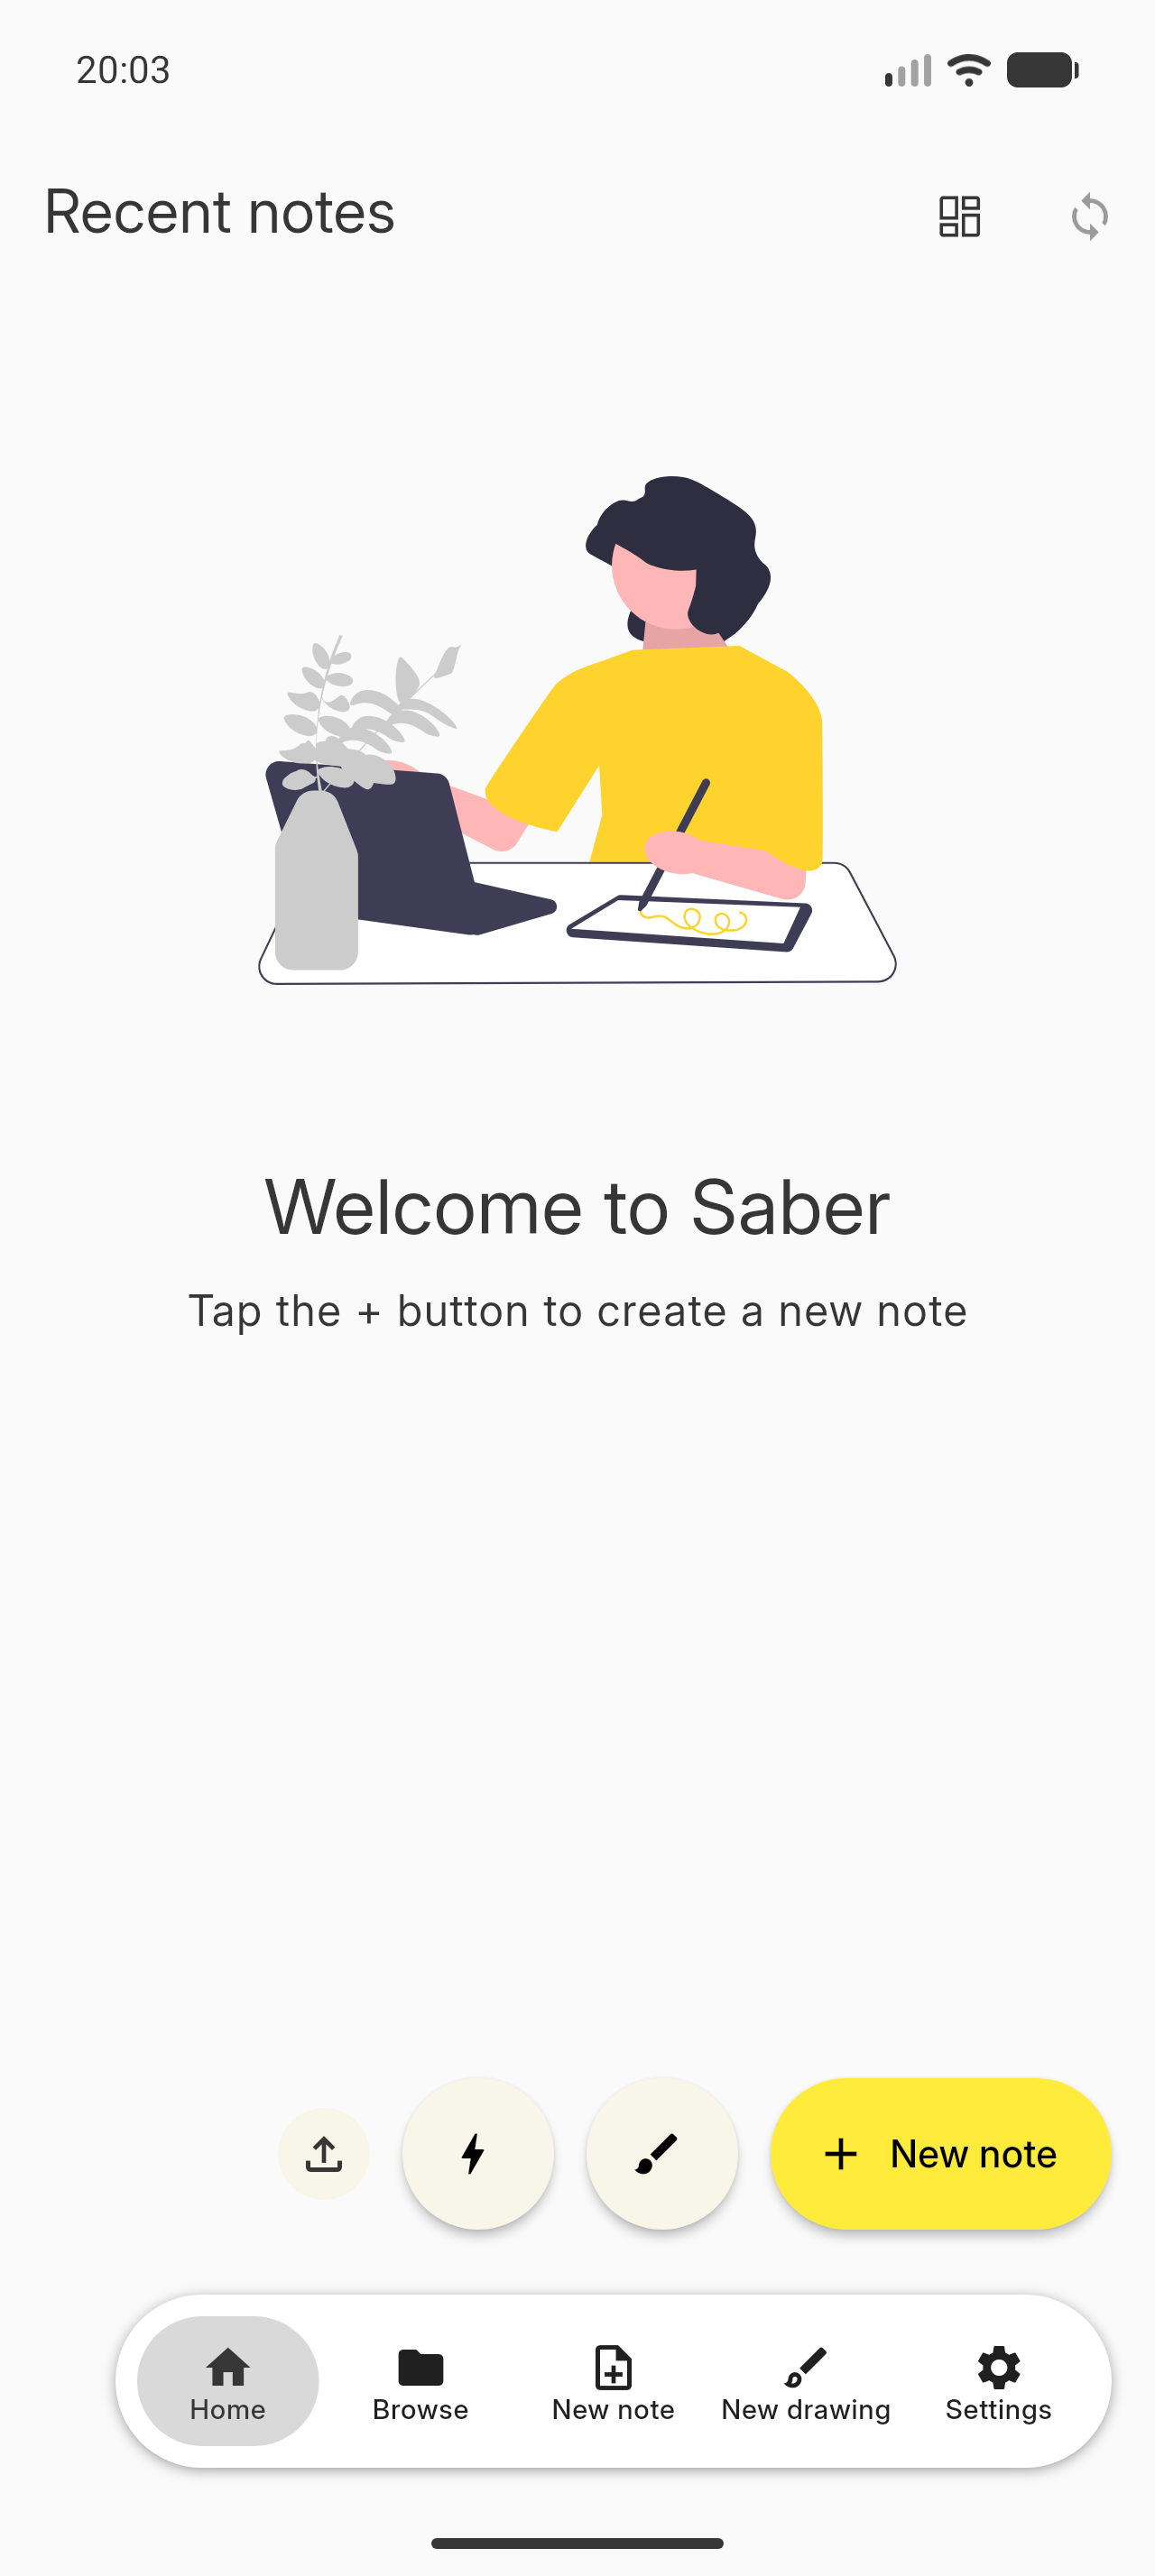 20:03
Recent notes
Welcome to Saber
Tap the + button to create a new note
New note
Home
Browse
New note
New drawing
Settings